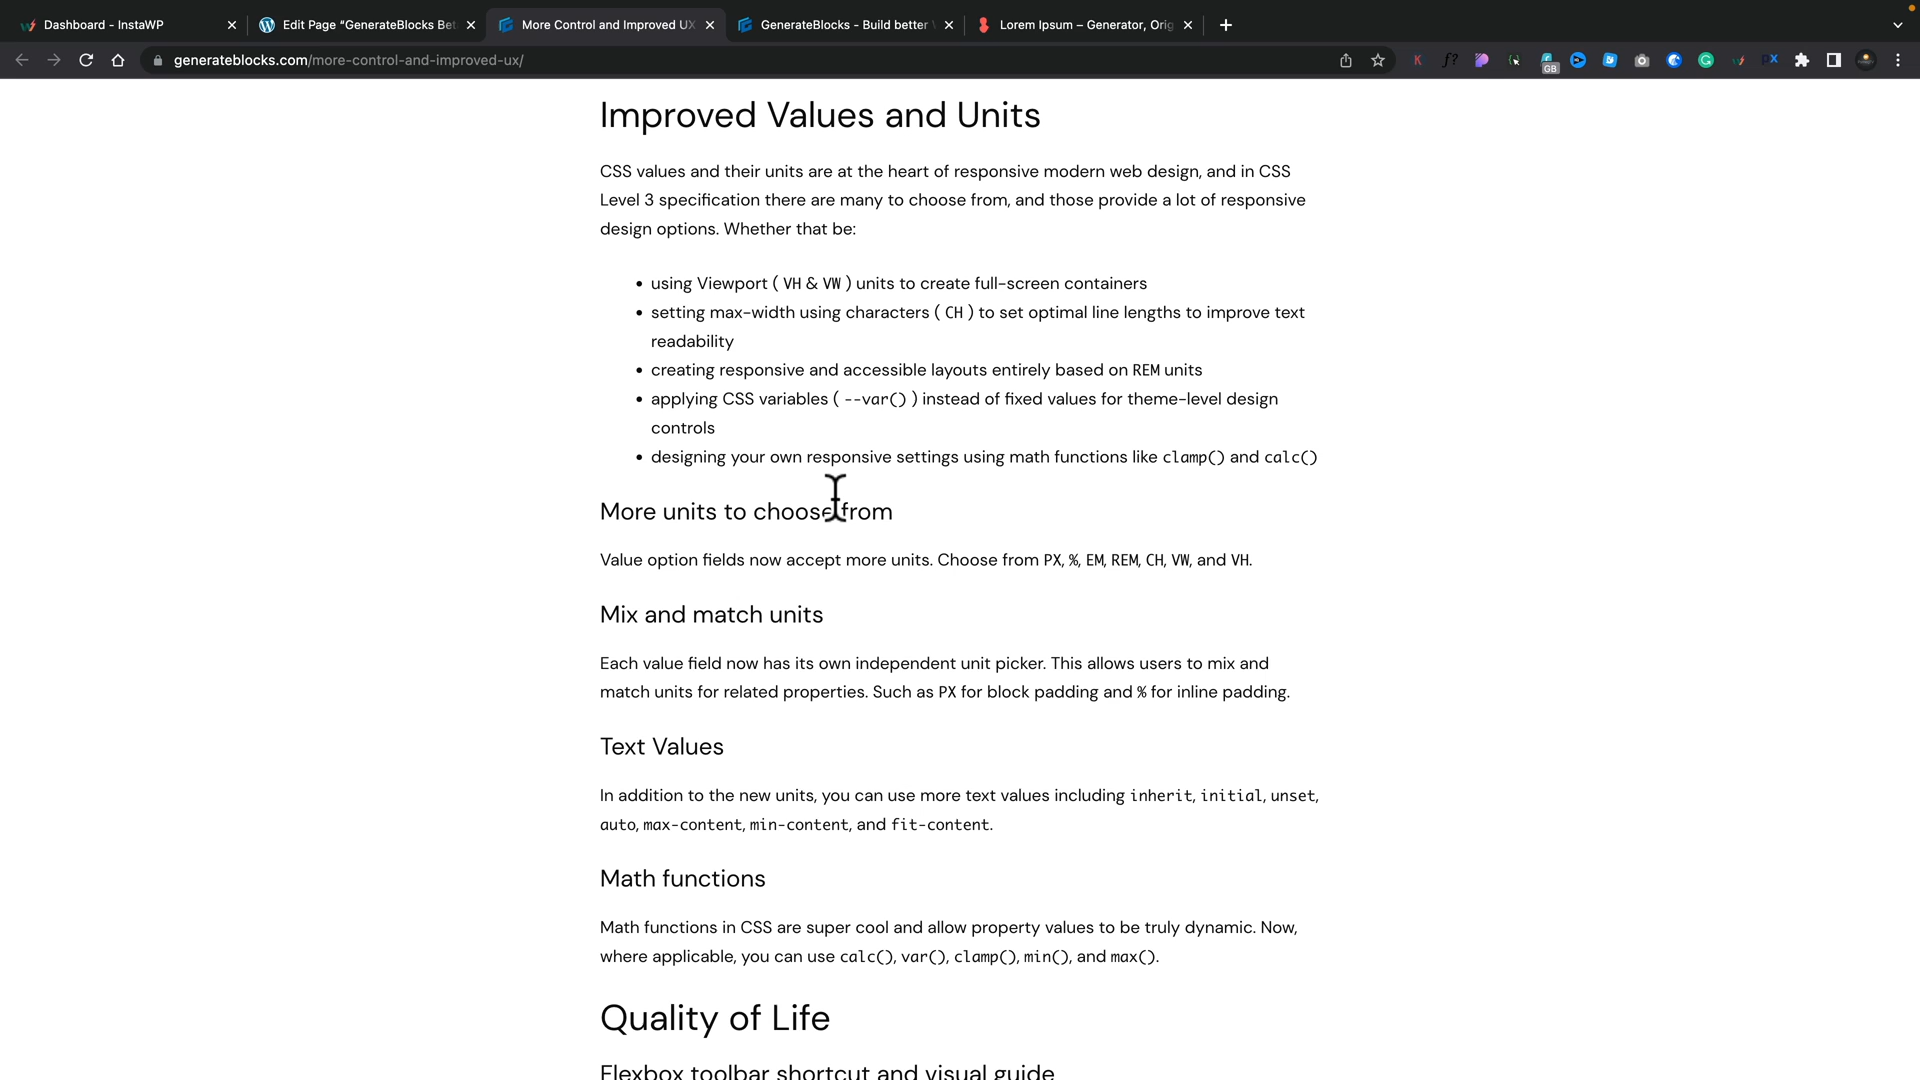 Dashboard - InstaWP
Edit Page “GenerateBlocks Bet
More Control and Improved UX
GenerateBlocks - Build better
Lorem Ipsum – Generator, Orig
generateblocks.com/more-control-and-improved-ux/
GB
Improved Values and Units
CSS values and their units are at the heart of responsive modern web design, and in CSS
Level 3 specification there are many to choose from, and those provide a lot of responsive
design options. Whether that be:
• using Viewport ( VH & VW ) units to create full-screen containers
• setting max-width using characters ( CH ) to set optimal line lengths to improve text
readability
• creating responsive and accessible layouts entirely based on REM units
• applying CSS variables ( --var() ) instead of fixed values for theme-level design
controls
• designing your own responsive settings using math functions like clamp() and calc()
More units to choose from
Value option fields now accept more units. Choose from PX, %, EM, REM, CH, VW, and VH.
Mix and match units
Each value field now has its own independent unit picker. This allows users to mix and
match units for related properties. Such as PX for block padding and % for inline padding.
Text Values
In addition to the new units, you can use more text values including inherit, initial, unset,
auto, max-content, min-content, and fit-content.
Math functions
Math functions in CSS are super cool and allow property values to be truly dynamic. Now,
where applicable, you can use calc(), var(), clamp(), min(), and max().
Quality of Life
Flexbox toolbar shortcut and visual guide